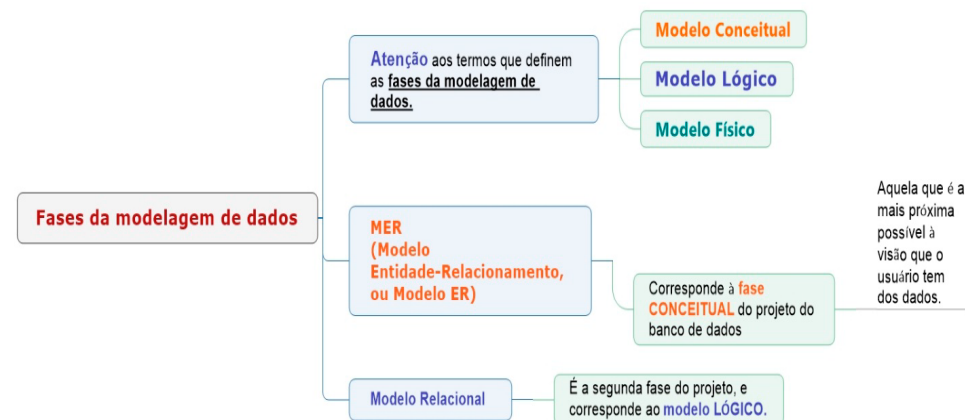 Fases da modelagem de dados
Atenção aos termos que definem
as fases da modelagem de
dados.
Modelo Conceitual
Modelo Lógico
Modelo Físico
MER
(Modelo
Entidade-Relacionamento,
ou Modelo ER)
Corresponde à fase
CONCEITUAL do projeto do
banco de dados
Aquela que é a
mais próxima
possível à
visão que o
usuário tem
dos dados.
Modelo Relacional
É a segunda fase do projeto, e
corresponde ao modelo LÓGICO.